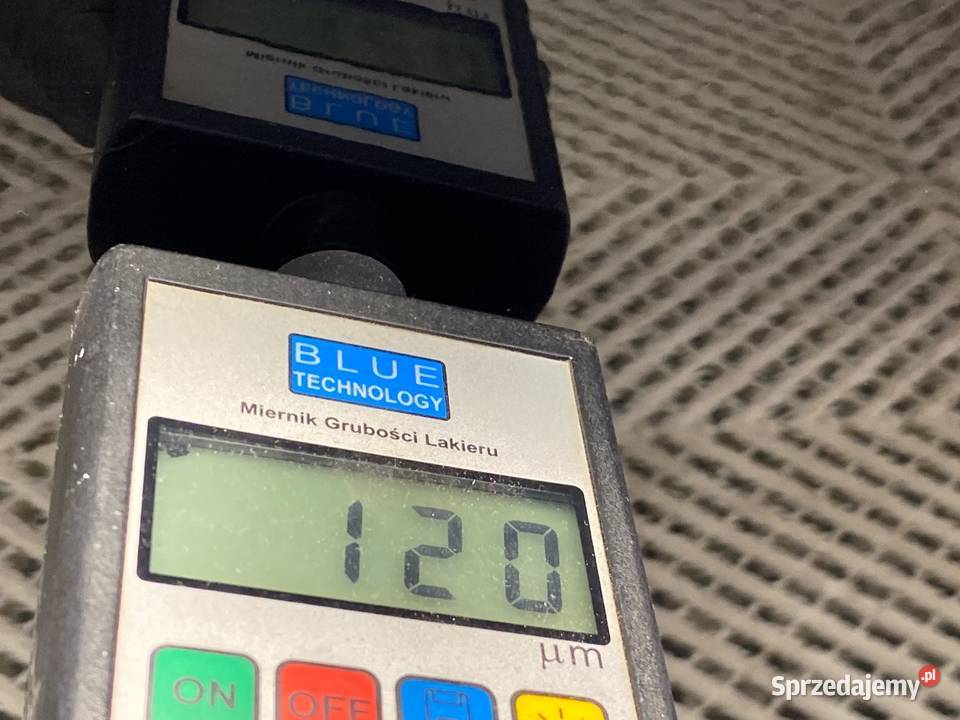 BLUE
TECHNOLOGY
Miernik Grubości Lakieru
120
µm
ON
OFF
Sprzedajemy.pl